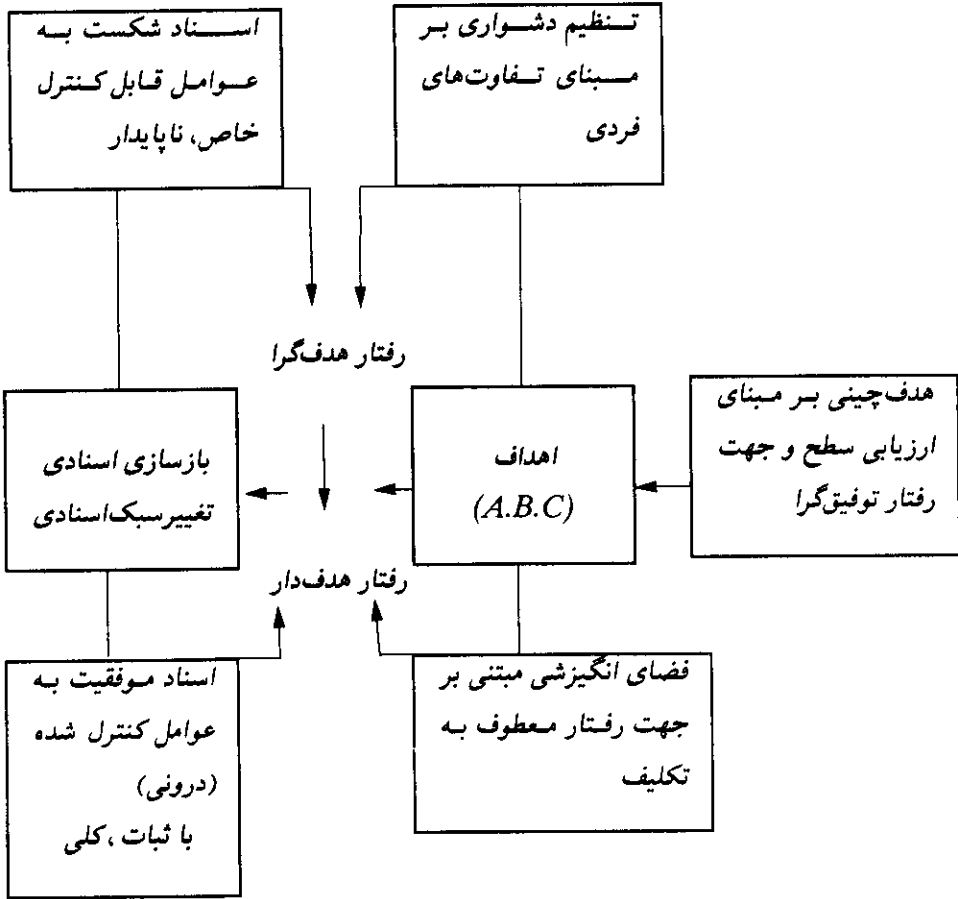 تنظیم دشواری بر
مبنای تفاوت‌های
فردی
اسناد شکست به
عوامل قابل کنترل
خاص، ناپایدار
رفتار هدف‌گرا
هدف‌چینی بر مبنای
ارزیابی سطح و جهت
رفتار توفیق‌گرا
اهداف
(A.B.C)
بازسازی اسنادی
تغییرسبک‌اسنادی
رفتار هدف‌دار
فضای انگیزشی مبتنی بر
جهت رفتار معطوف به
تکلیف
اسناد موفقیت به
عوامل کنترل شده
(درونی)
با ثبات ،کلی